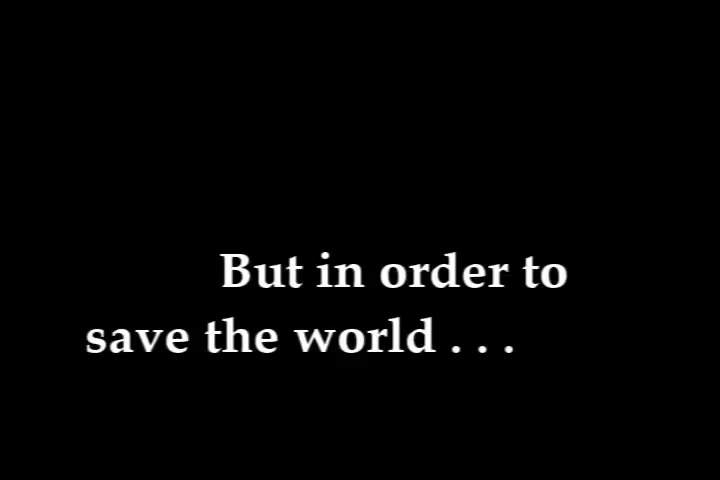 But in order to
save the world . . .